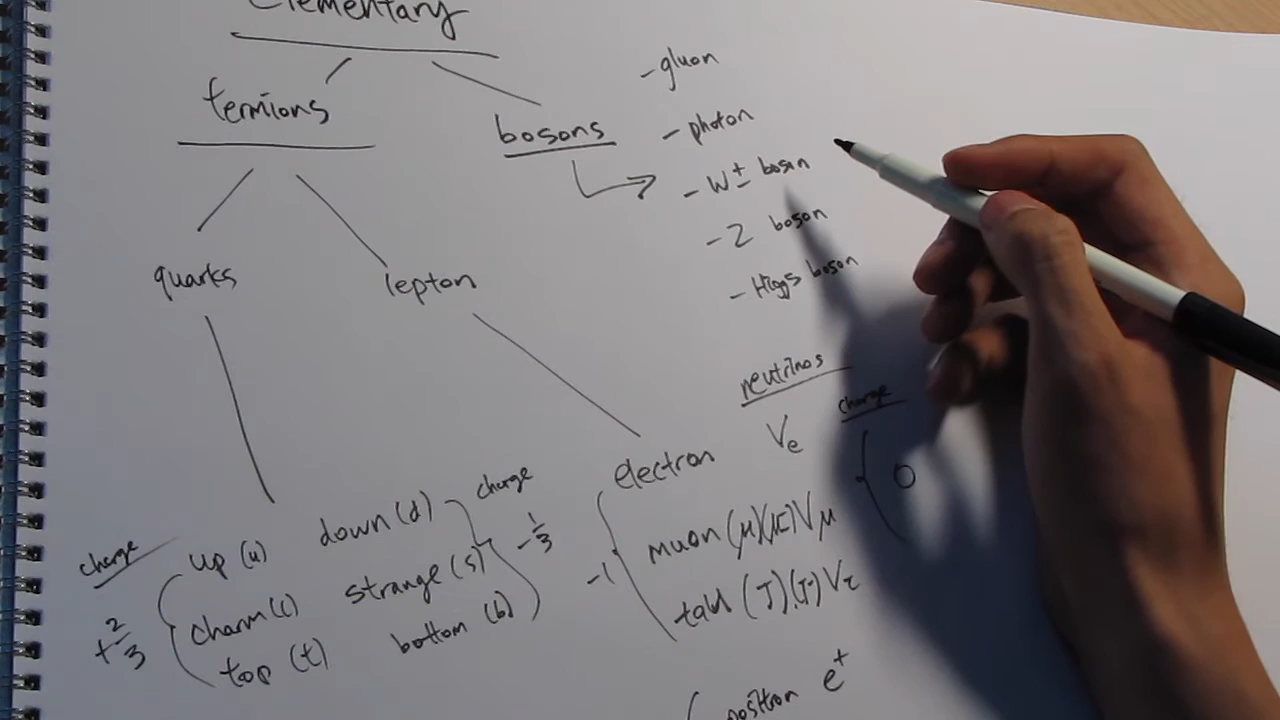 Elementary
fermions
bosons
- gluon
- photon
- W± boson
- Z boson
- Higgs boson
quarks
lepton
charge
+2/3
up (u)
charm (c)
top (t)
down (d)
strange (s)
bottom (b)
charge
-1/3
-1
electron
muon (μ) (μ-)
tau (τ) (τ-)
neutrinos
Ve
Vμ
Vτ
charge
0
positron e+